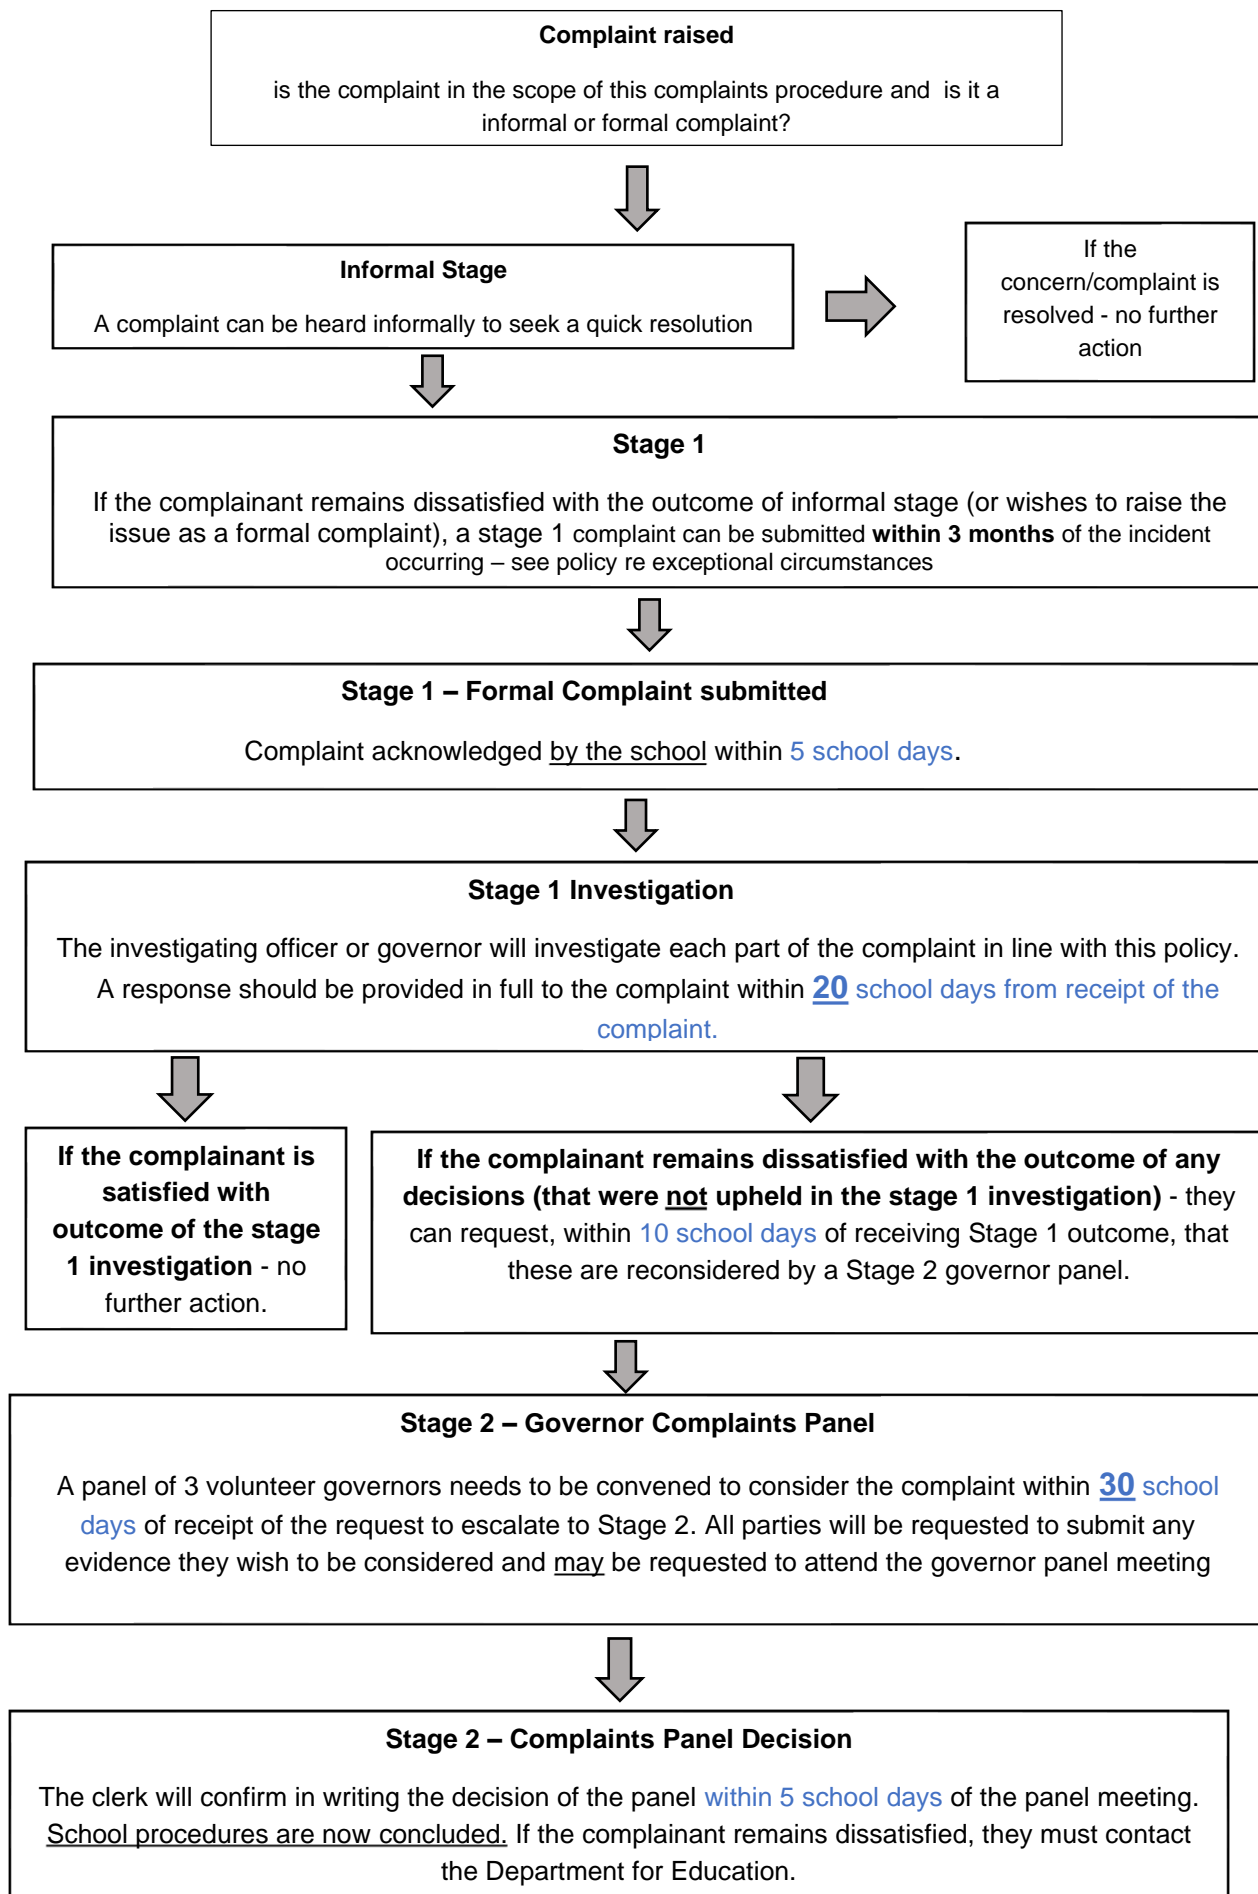 Complaint raised
is the complaint in the scope of this complaints procedure and  is it a
informal or formal complaint?
Informal Stage
A complaint can be heard informally to seek a quick resolution
If the
concern/complaint is
resolved - no further
action
Stage 1
If the complainant remains dissatisfied with the outcome of informal stage (or wishes to raise the
issue as a formal complaint), a stage 1 complaint can be submitted within 3 months of the incident
occurring – see policy re exceptional circumstances
Stage 1 – Formal Complaint submitted
Complaint acknowledged by the school within 5 school days.
Stage 1 Investigation
The investigating officer or governor will investigate each part of the complaint in line with this policy.
A response should be provided in full to the complaint within 20 school days from receipt of the
complaint.
If the complainant is
satisfied with
outcome of the stage
1 investigation - no
further action.
If the complainant remains dissatisfied with the outcome of any
decisions (that were not upheld in the stage 1 investigation) - they
can request, within 10 school days of receiving Stage 1 outcome, that
these are reconsidered by a Stage 2 governor panel.
Stage 2 – Governor Complaints Panel
A panel of 3 volunteer governors needs to be convened to consider the complaint within 30 school
days of receipt of the request to escalate to Stage 2. All parties will be requested to submit any
evidence they wish to be considered and may be requested to attend the governor panel meeting
Stage 2 – Complaints Panel Decision
The clerk will confirm in writing the decision of the panel within 5 school days of the panel meeting.
School procedures are now concluded. If the complainant remains dissatisfied, they must contact
the Department for Education.